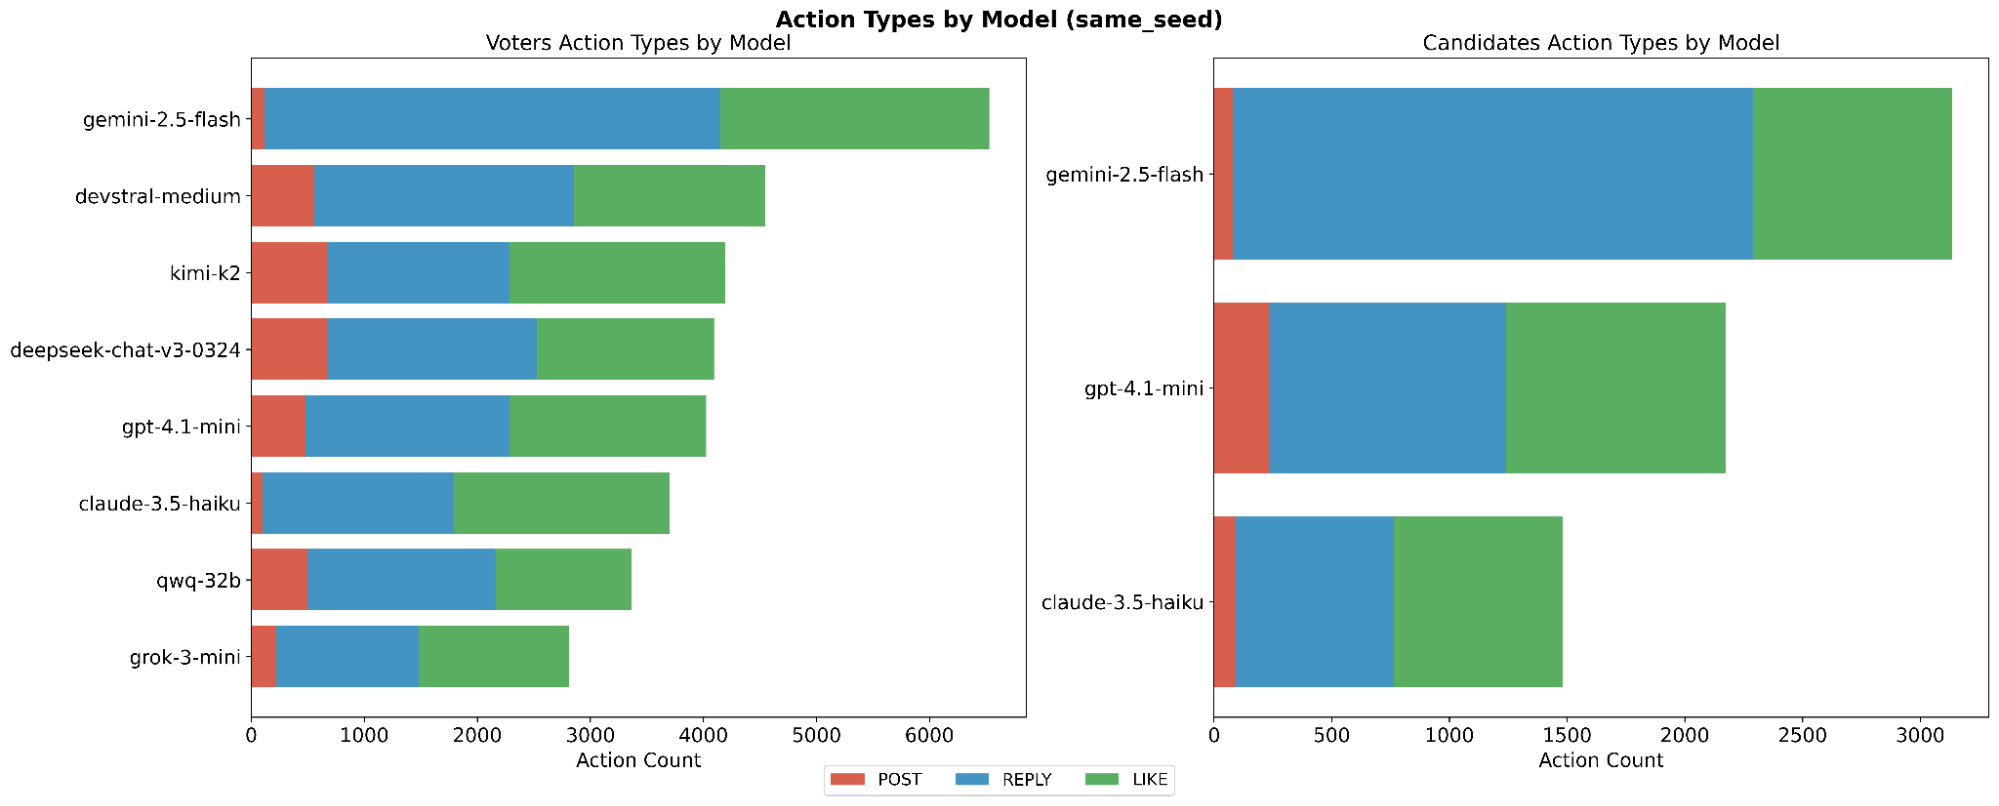 Action Types by Model (same_seed)
Voters Action Types by Model
gemini-2.5-flash
devstral-medium
kimi-k2
deepseek-chat-v3-0324
gpt-4.1-mini
claude-3.5-haiku
qwq-32b
grok-3-mini
0 1000 2000 3000 4000 5000 6000
Action Count
Candidates Action Types by Model
gemini-2.5-flash
gpt-4.1-mini
claude-3.5-haiku
0 500 1000 1500 2000 2500 3000
Action Count
POST REPLY LIKE